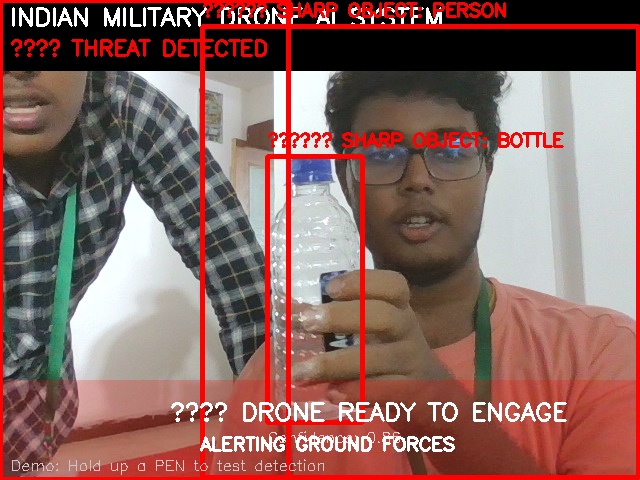 ?????? SHARP OBJECT: PERSON
INDIAN MILITARY DRONE AI SYSTEM
???? THREAT DETECTED
?????? SHARP OBJECT: BOTTLE
???? DRONE READY TO ENGAGE
ALERTING GROUND FORCES
Demo: Hold up a PEN to test detection